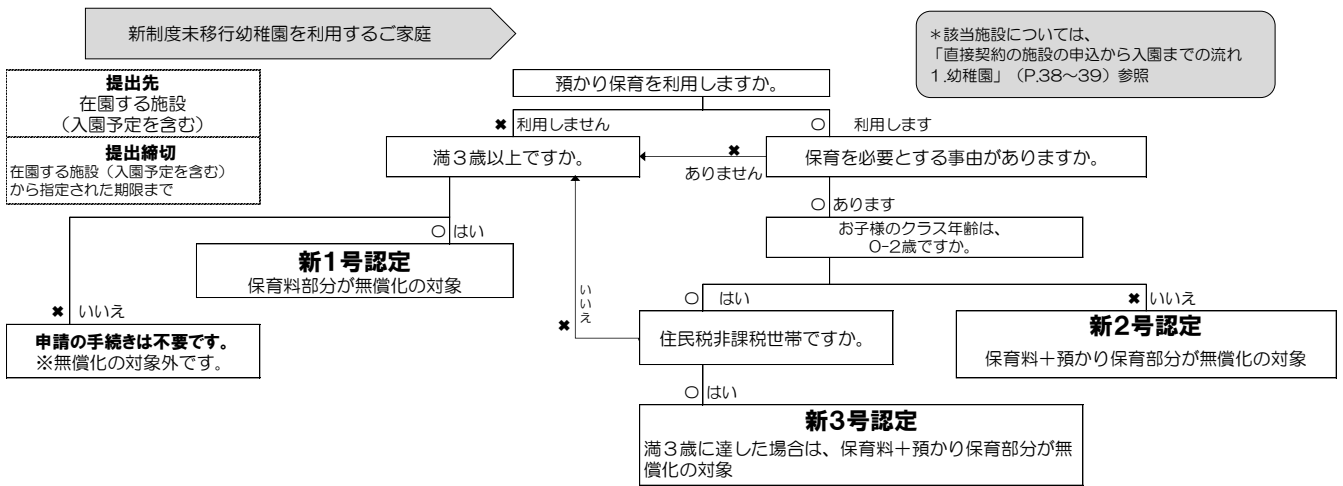 新制度未移行幼稚園を利用するご家庭
＊該当施設については、
「直接契約の施設の申込から入園までの流れ
1.幼稚園」（P.38～39）参照
提出先
在園する施設
（入園予定を含む）
提出締切
在園する施設（入園予定を含む）
から指定された期限まで
預かり保育を利用しますか。
✖ 利用しません
○ 利用します
満３歳以上ですか。
✖
ありません
保育を必要とする事由がありますか。
○ あります
お子様のクラス年齢は、
0-2歳ですか。
○ はい
新1号認定
保育料部分が無償化の対象
✖ いいえ
申請の手続きは不要です。
※無償化の対象外です。
いいえ
✖
○ はい
住民税非課税世帯ですか。
✖ いいえ
新2号認定
保育料＋預かり保育部分が無償化の対象
○ はい
新3号認定
満３歳に達した場合は、保育料＋預かり保育部分が無
償化の対象